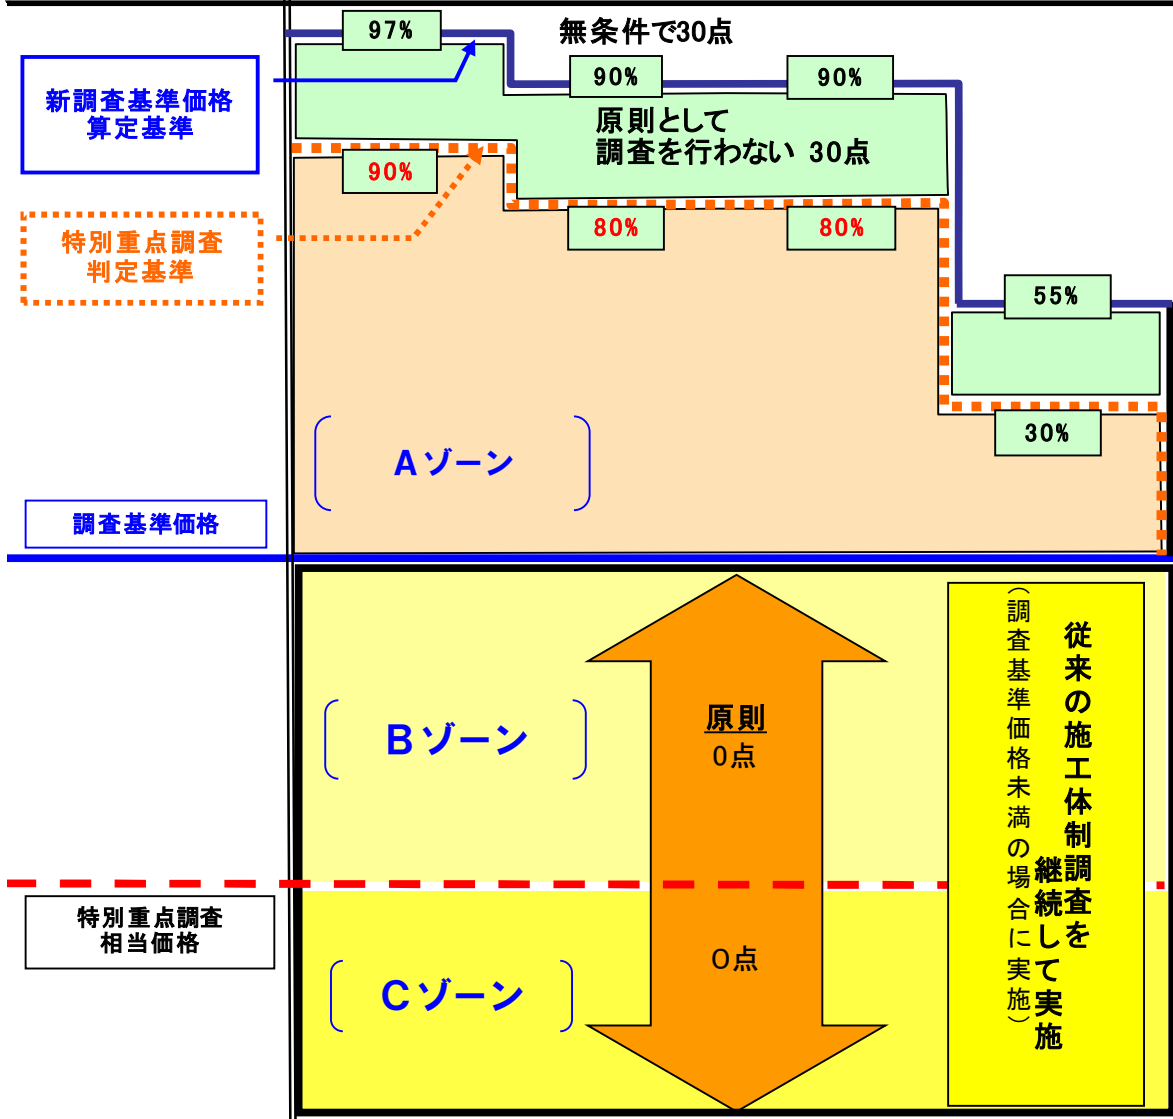 97%
無条件で30点
90%
90%
新調査基準価格
算定基準
原則として
調査を行わない 30点
90%
特別重点調査
判定基準
80%
80%
55%
30%
Aゾーン
調査基準価格
従来の施工体制調査を
継続して実施
（調査基準価格未満の場合に実施）
原則
0点
Bゾーン
特別重点調査
相当価格
0点
Cゾーン